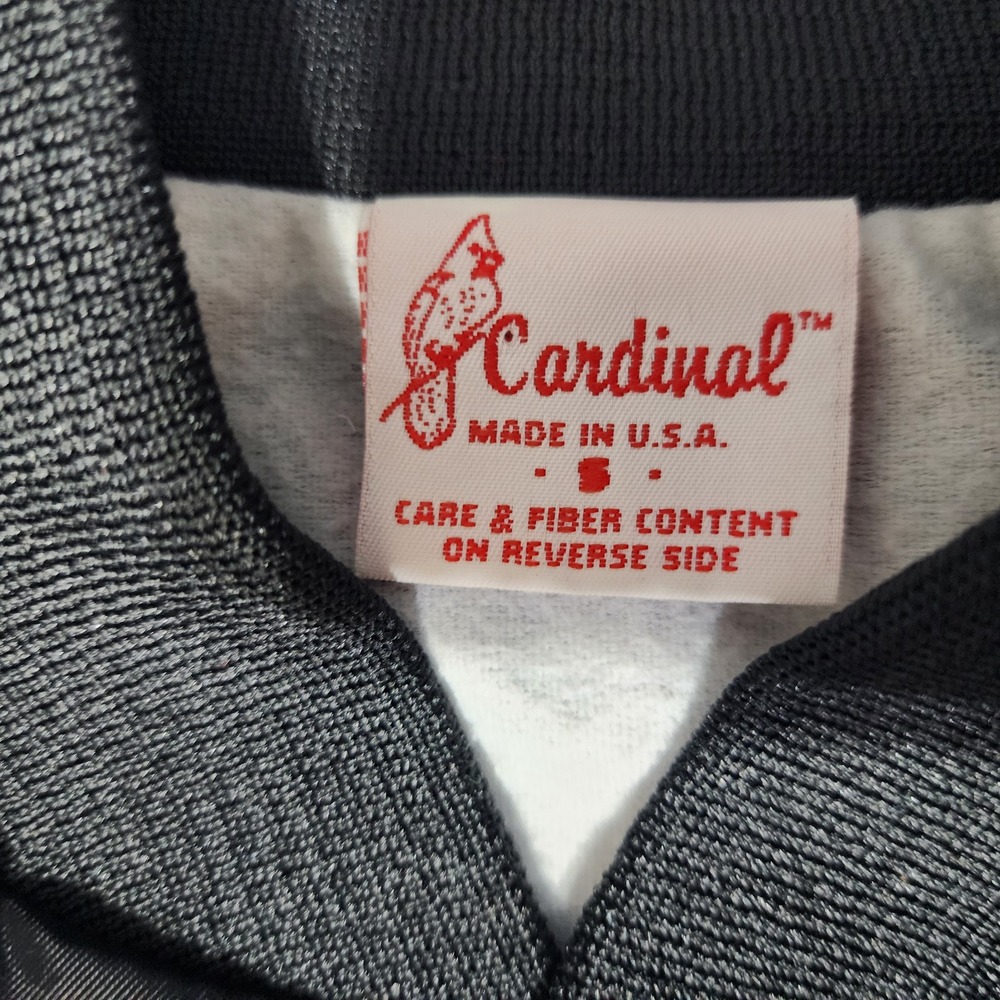 Cardinal™
MADE IN U.S.A.
· S ·
CARE & FIBER CONTENT
ON REVERSE SIDE